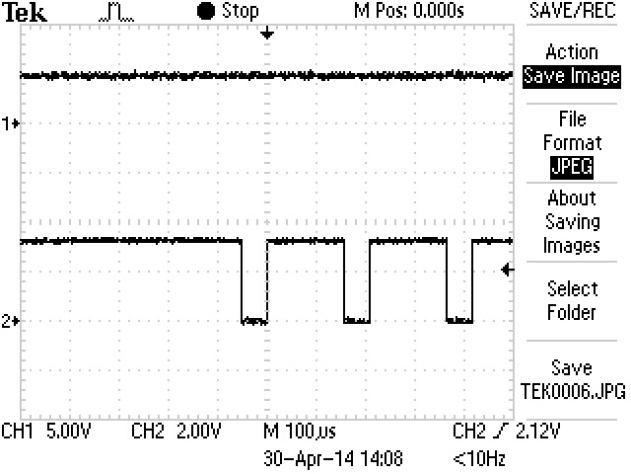 Tek Stop M Pos: 0.000s SAVE/REC
Action
Save Image
1
File
Format
JPEG
About
Saving
Images
2
Select
Folder
Save
TEK0006.JPG
CH1 5.00V CH2 2.00V M 100µs CH2 2.12V
30-Apr-14 14:08 <10Hz